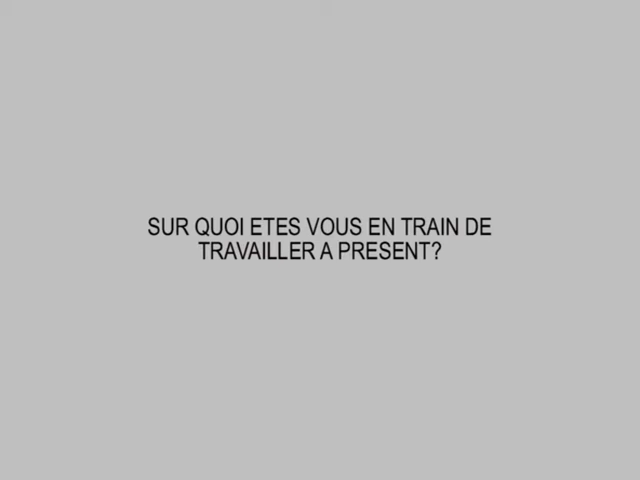 SUR QUOI ETES VOUS EN TRAIN DE
TRAVAILLER A PRESENT?